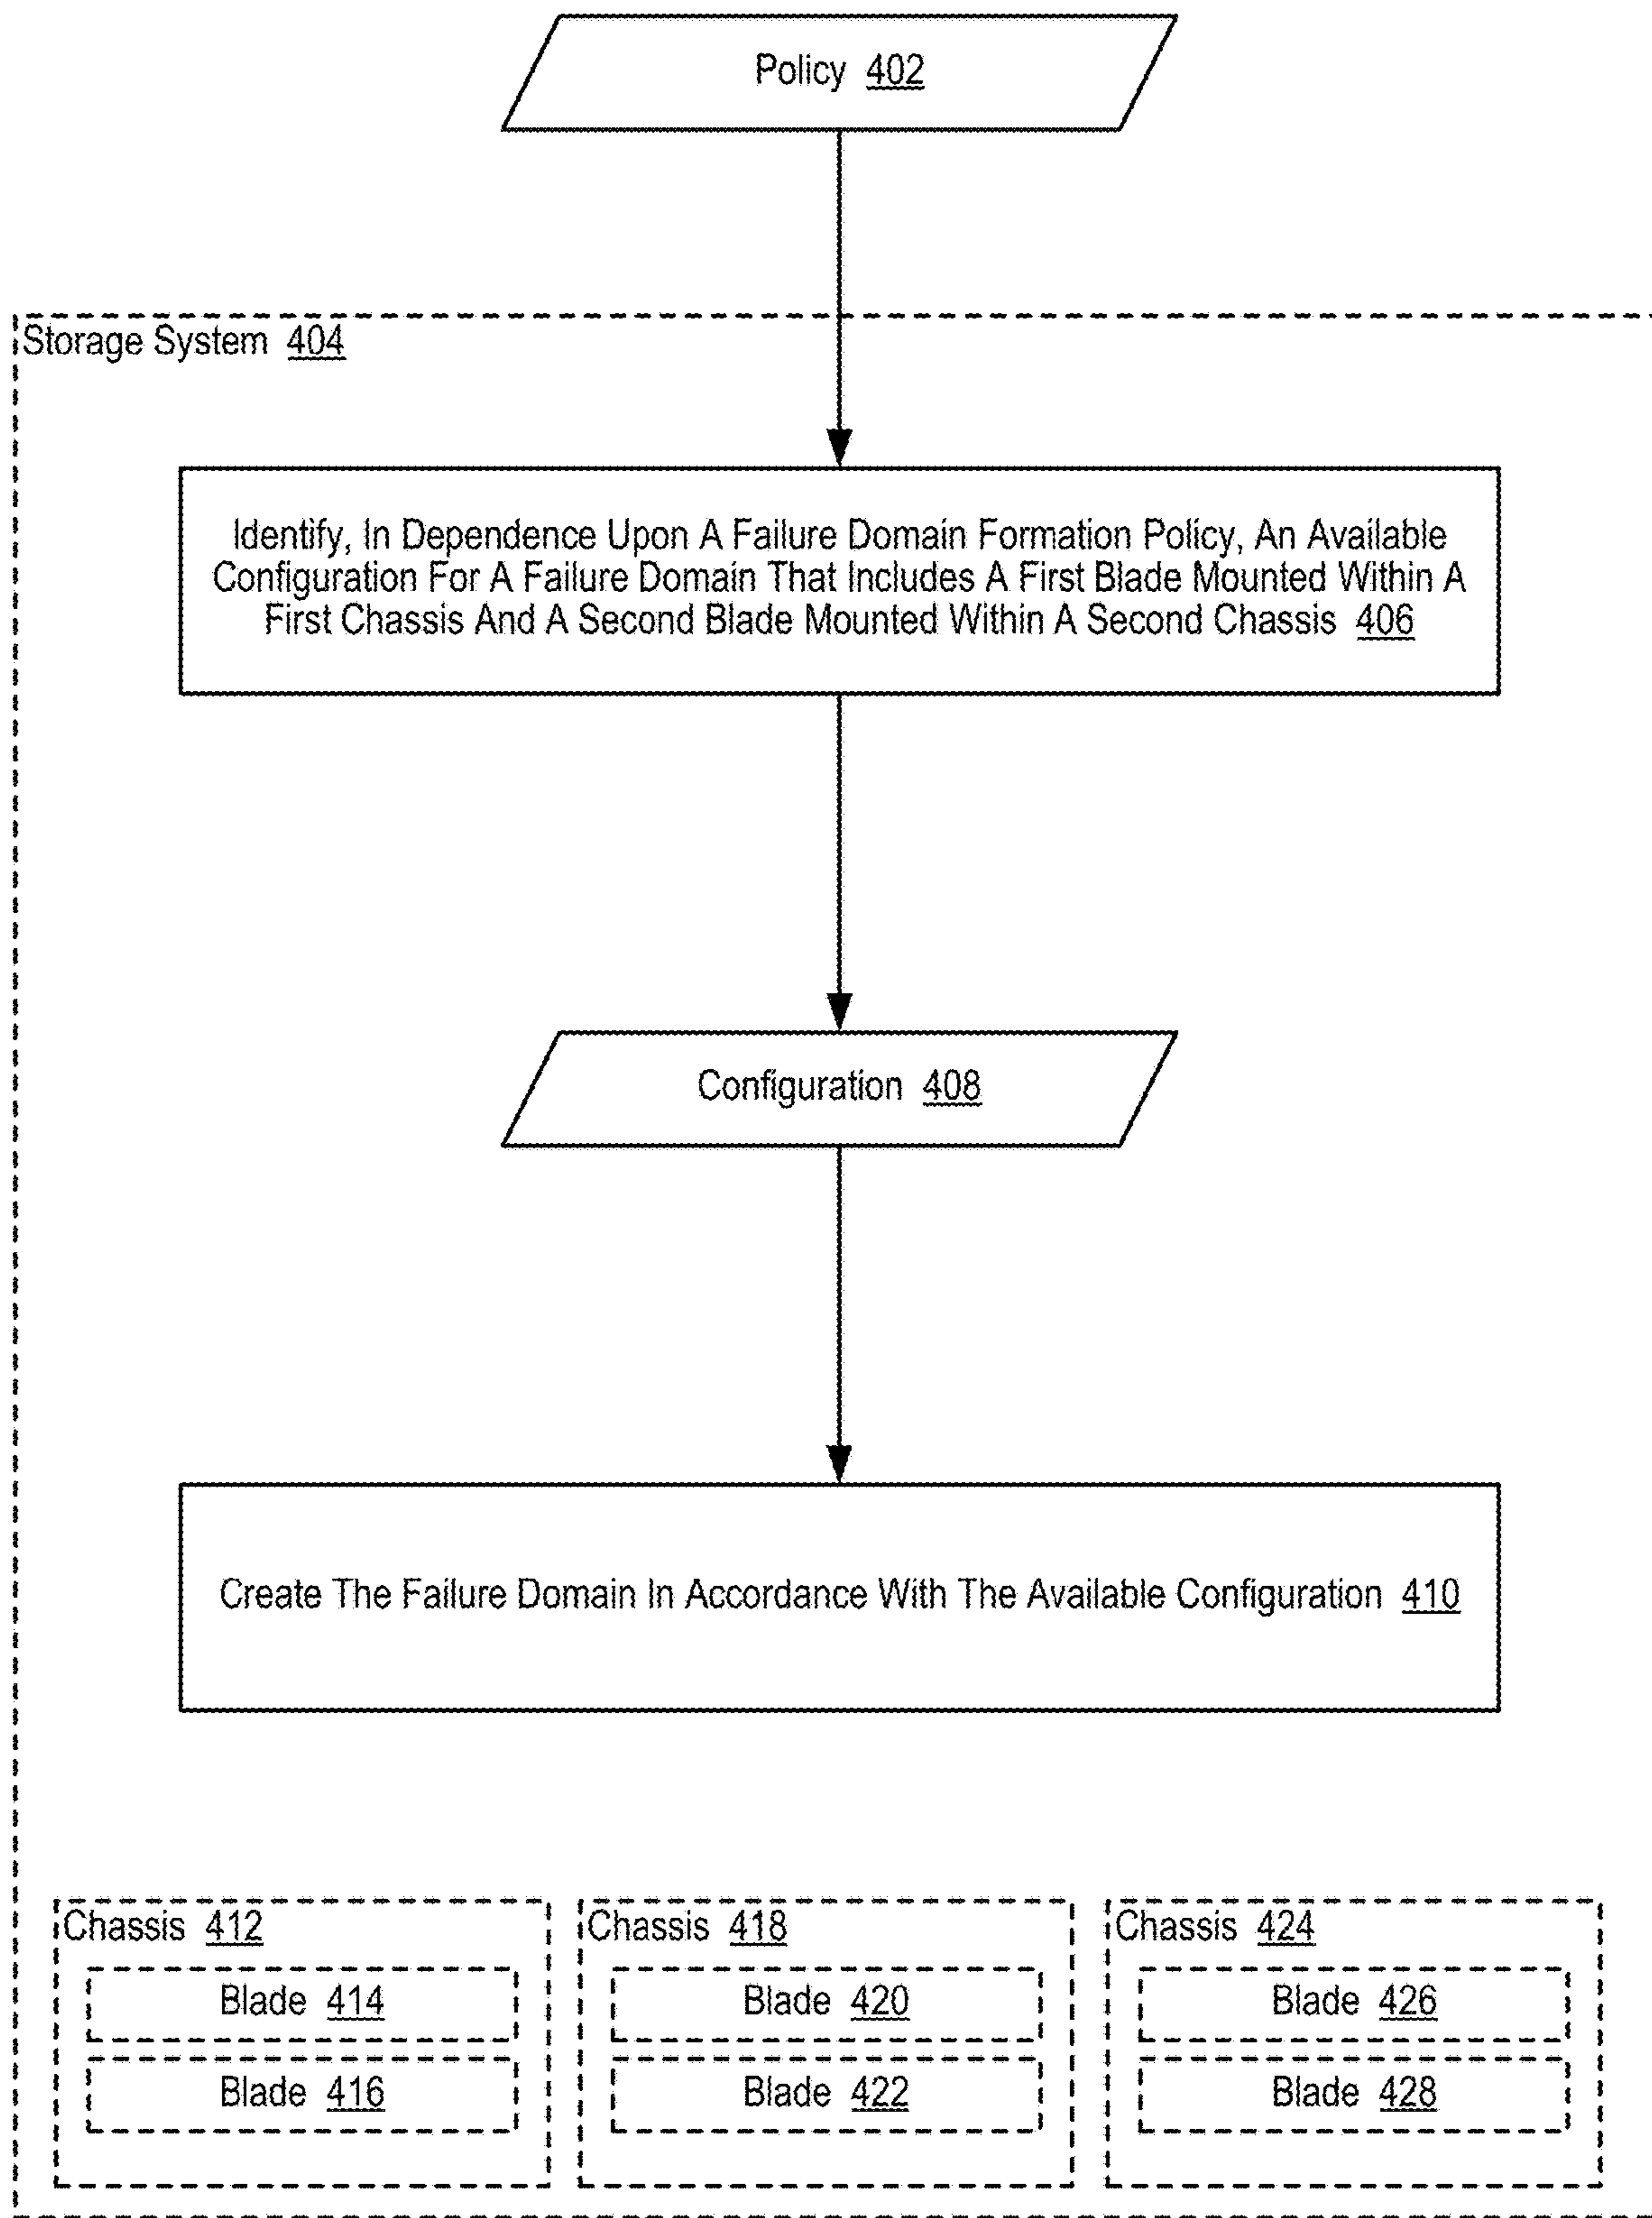 Policy 402
Storage System 404
Identify, In Dependence Upon A Failure Domain Formation Policy, An Available
Configuration For A Failure Domain That Includes A First Blade Mounted Within A
First Chassis And A Second Blade Mounted Within A Second Chassis 406
Configuration 408
Create The Failure Domain In Accordance With The Available Configuration 410
Chassis 412
Blade 414
Blade 416
Chassis 418
Blade 420
Blade 422
Chassis 424
Blade 426
Blade 428